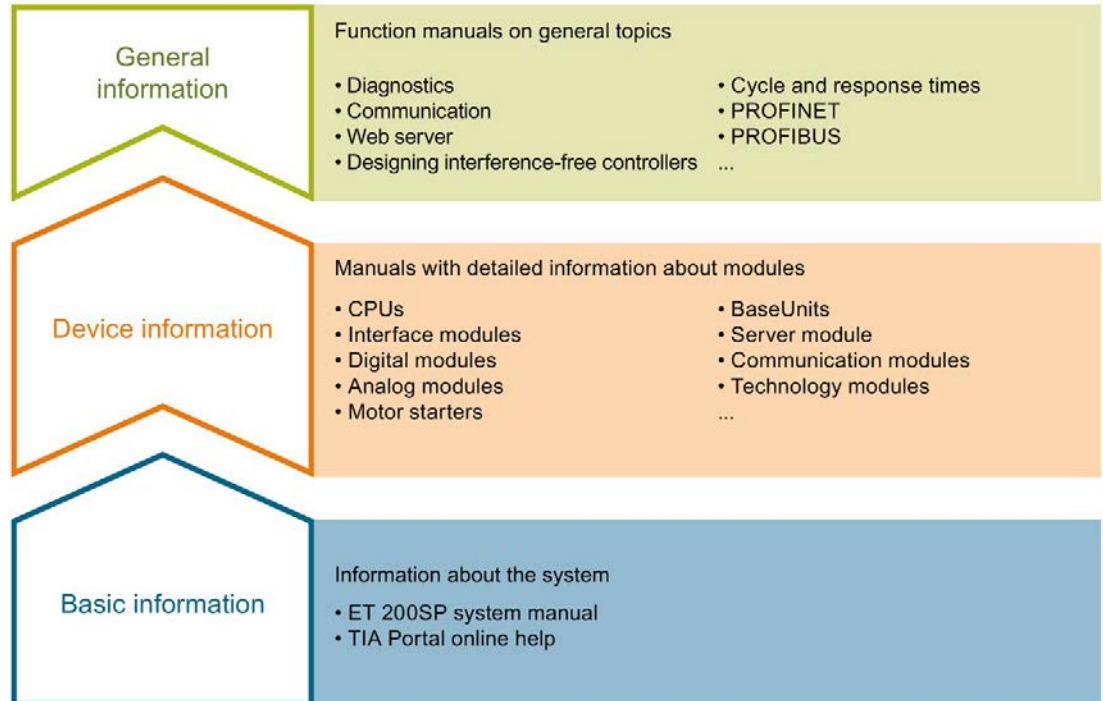 General
information
Function manuals on general topics
• Diagnostics
• Communication
• Web server
• Designing interference-free controllers
• Cycle and response times
• PROFINET
• PROFIBUS
...
Device information
Manuals with detailed information about modules
• CPUs
• Interface modules
• Digital modules
• Analog modules
• Motor starters
• BaseUnits
• Server module
• Communication modules
• Technology modules
...
Basic information
Information about the system
• ET 200SP system manual
• TIA Portal online help